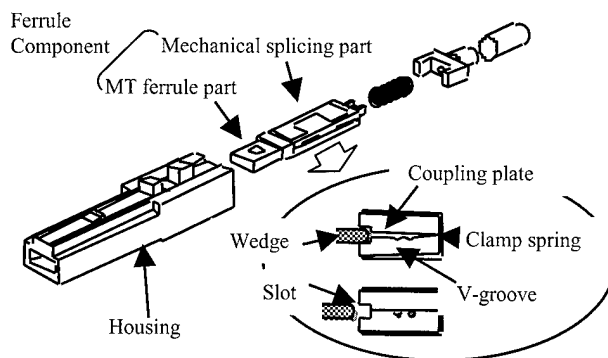 Ferrule
Component
Mechanical splicing part
MT ferrule part
Coupling plate
Wedge
Clamp spring
V-groove
Slot
Housing